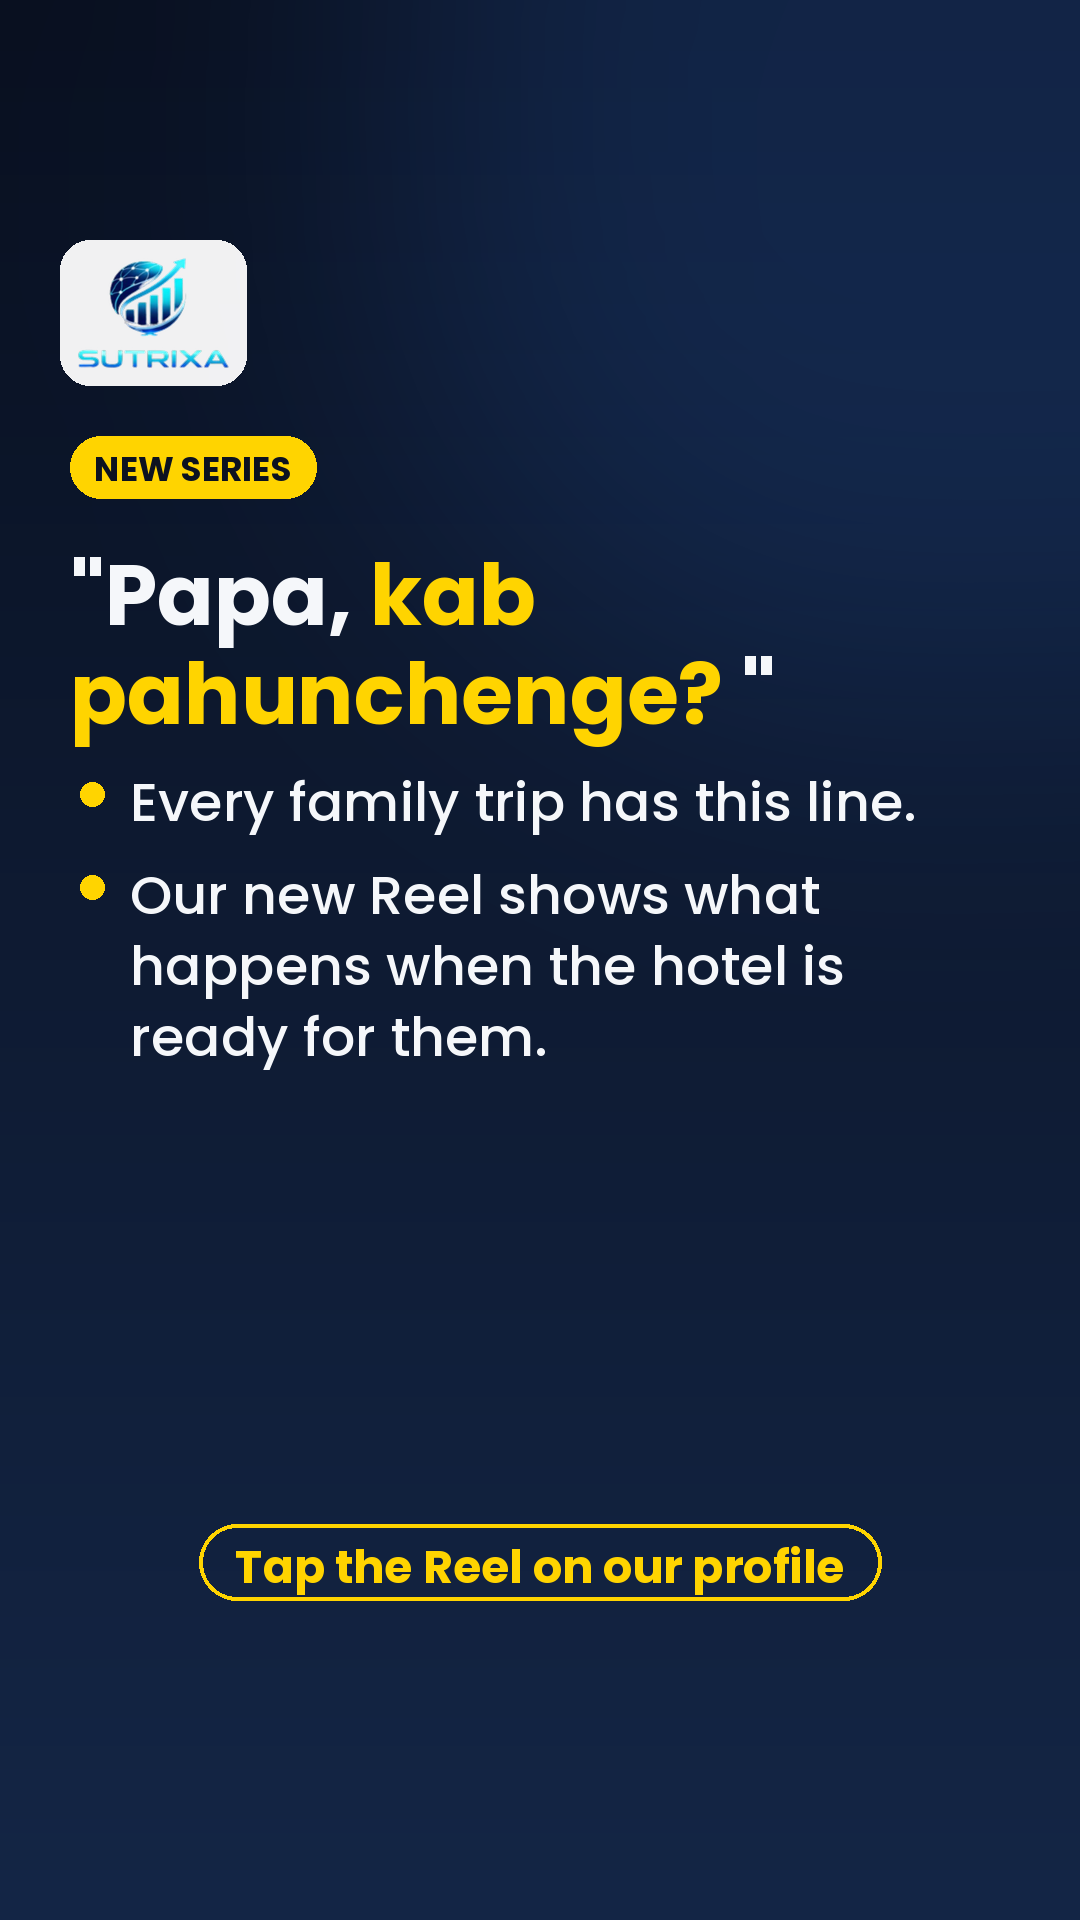 SUTRIXA
NEW SERIES
"Papa, kab
pahunchenge? "
Every family trip has this line.
Our new Reel shows what
happens when the hotel is
ready for them.
Tap the Reel on our profile